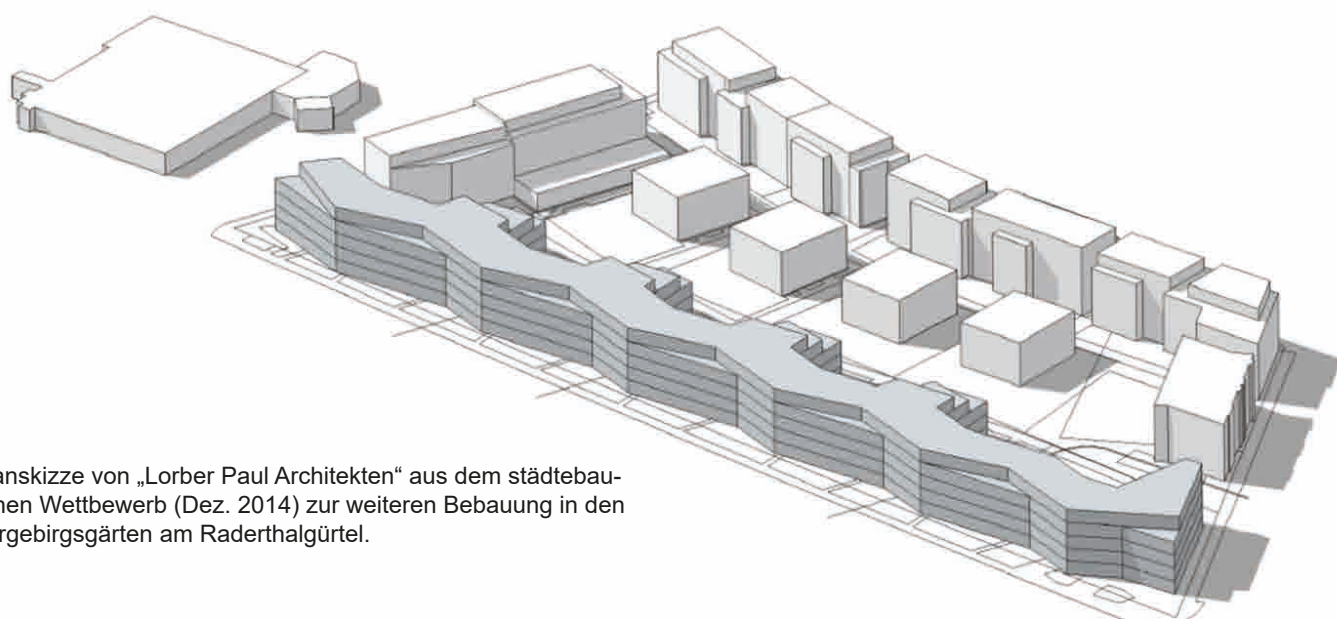 anskizze von „Lorber Paul Architekten“ aus dem städtebau-
nen Wettbewerb (Dez. 2014) zur weiteren Bebauung in den
rgebirgsgärten am Raderthalgürtel.